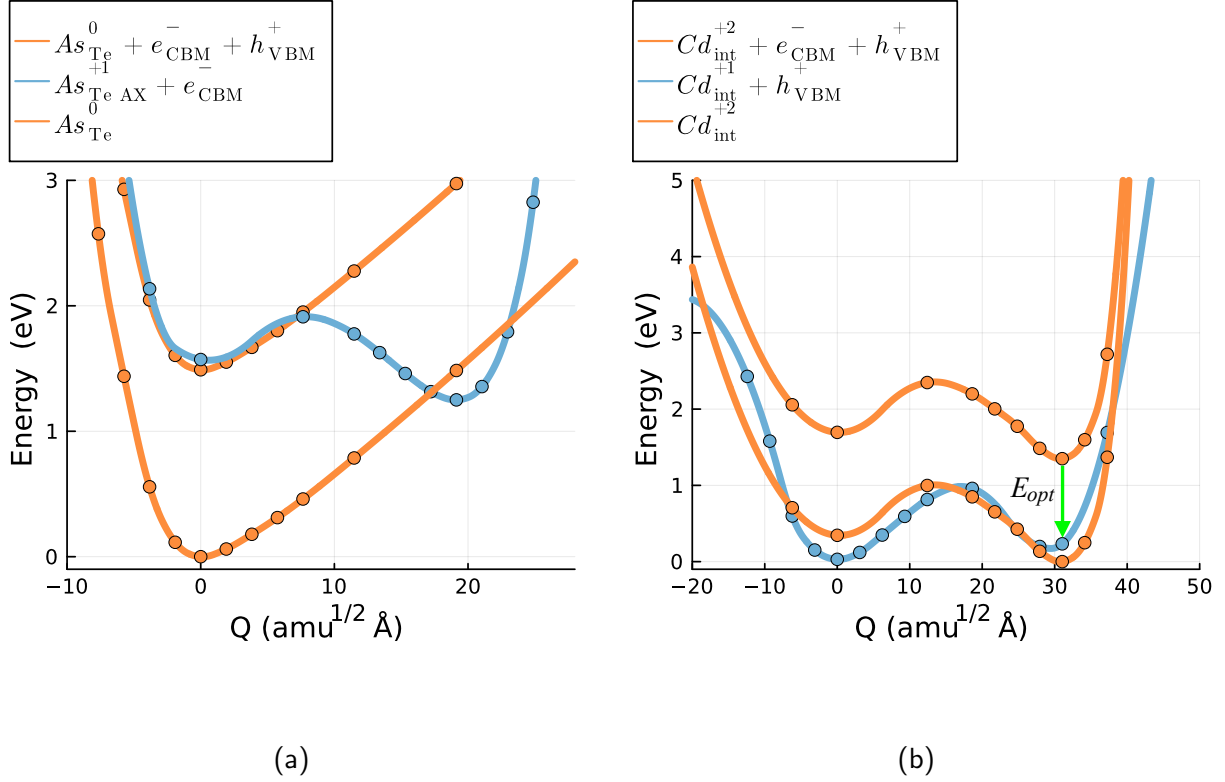 As⁰_Te + e⁻_CBM + h⁺_VBM
As⁺¹_Te AX + e⁻_CBM
As⁰_Te
3
2
1
0
−10
0
10
20
Energy (eV)
Q (amu^1/2 Å)
(a)
Cd⁺²_int + e⁻_CBM + h⁺_VBM
Cd⁺¹_int + h⁺_VBM
Cd⁺²_int
5
4
3
2
1
0
−20
−10
0
10
20
30
40
50
Energy (eV)
E_opt
Q (amu^1/2 Å)
(b)